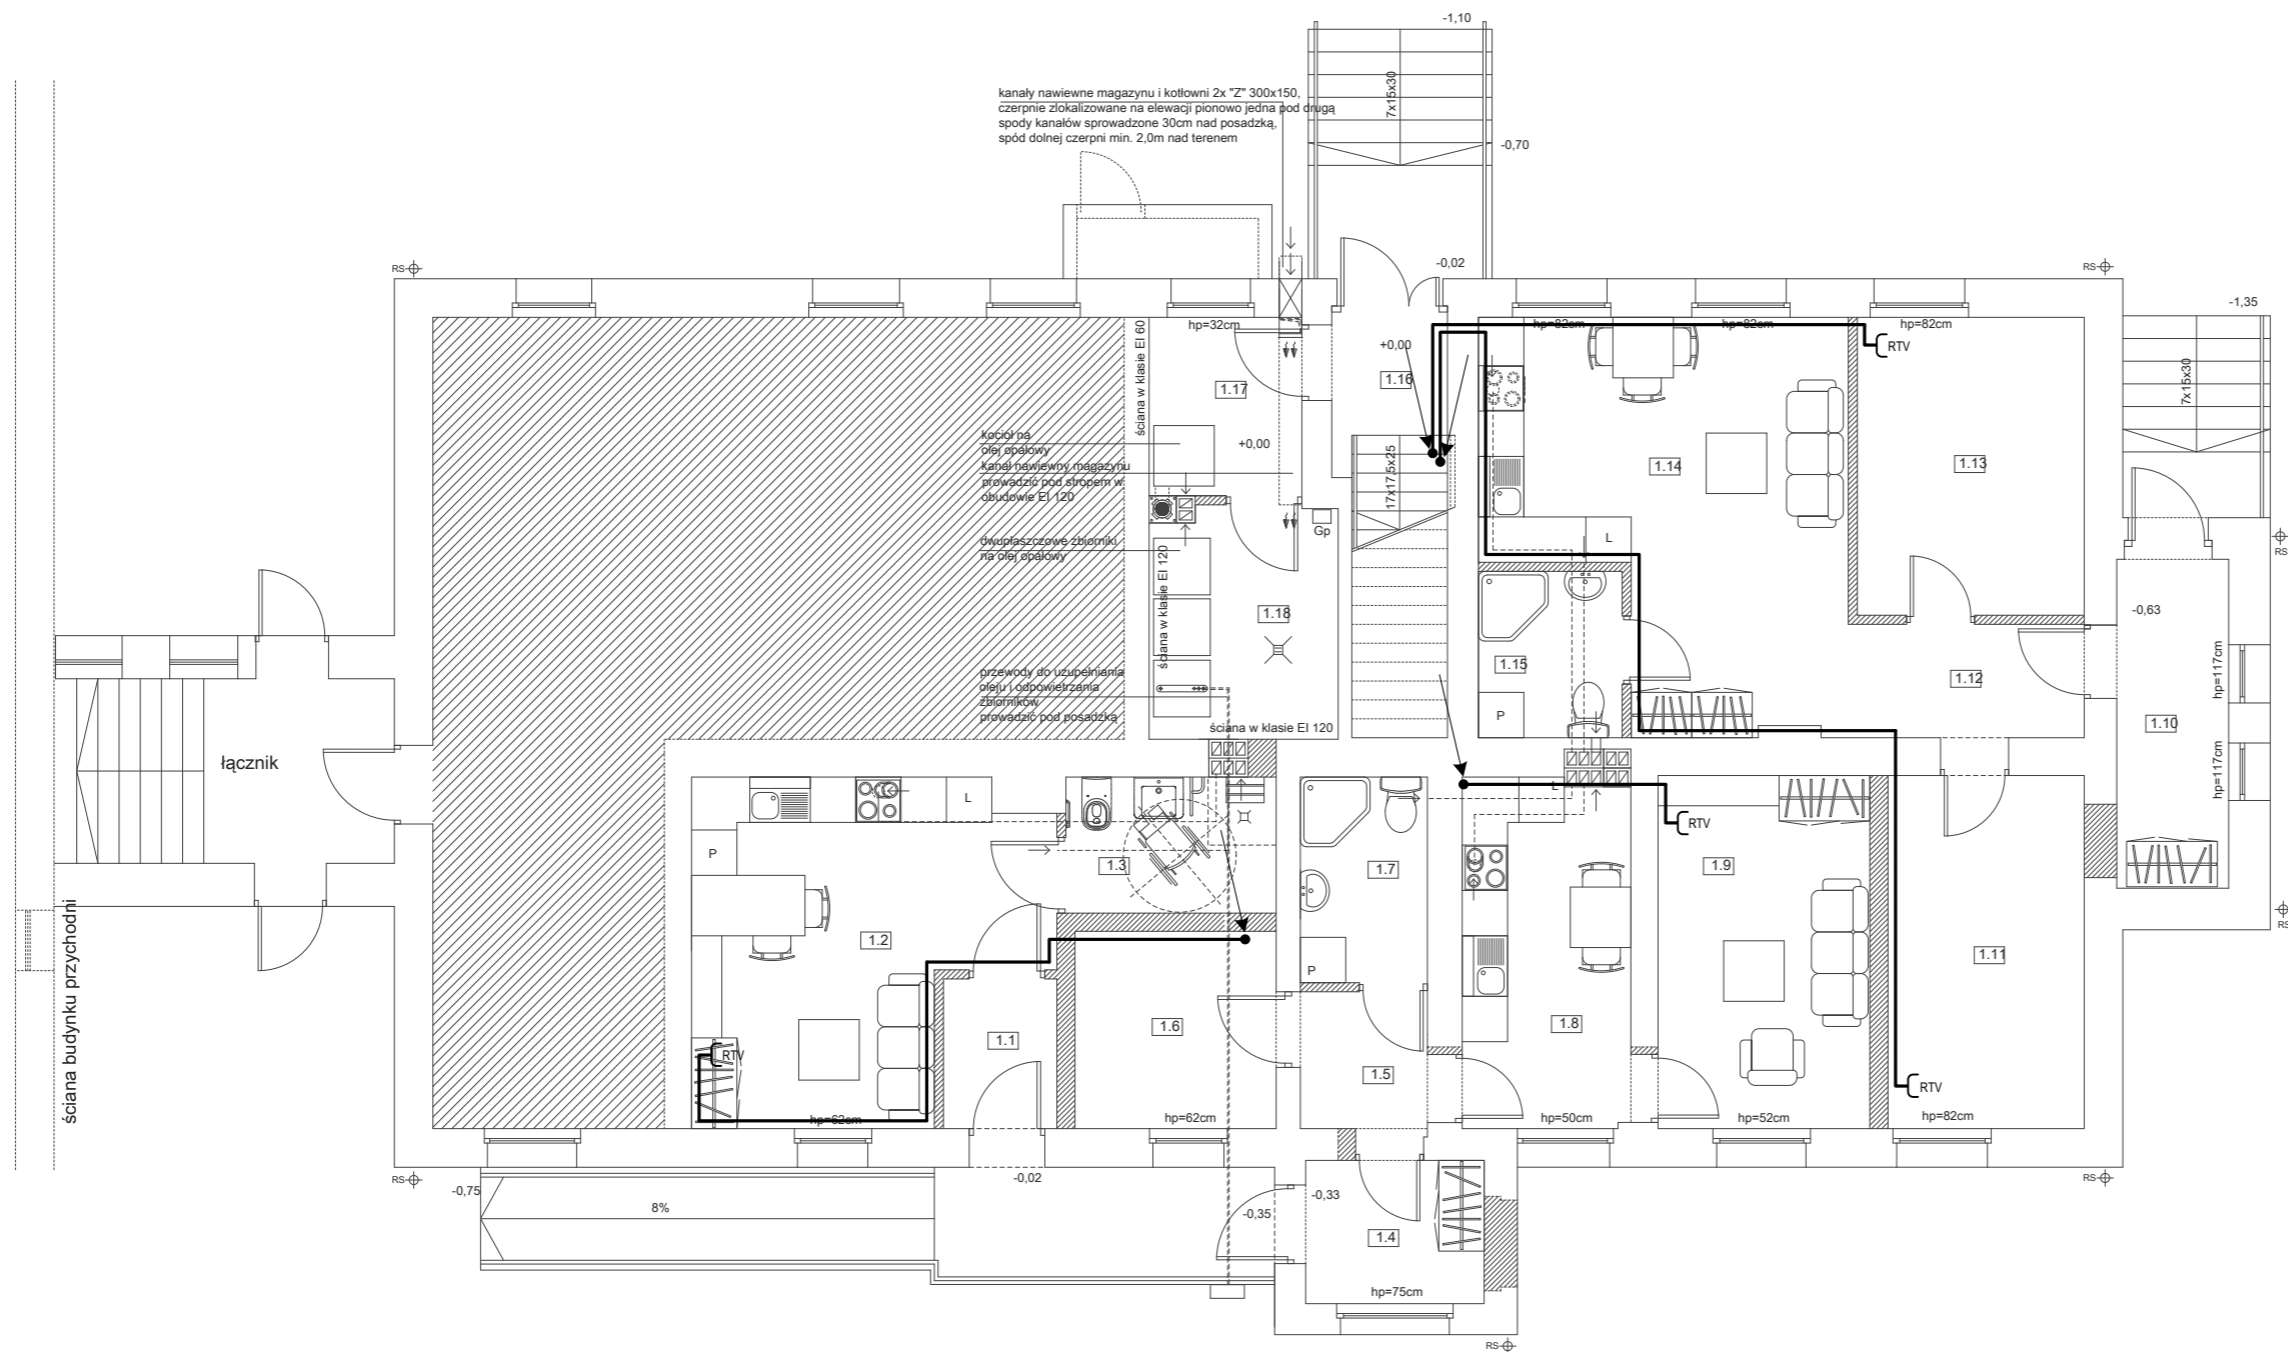 -1,10
7x15x30
kanały nawiewne magazynu i kotłowni 2x "Z" 300x150,
czerpnie zlokalizowane na elewacji pionowo jedna pod drugą
spody kanałów sprowadzone 30cm nad posadzką,
spód dolnej czerpni min. 2,0m nad terenem
-0,70
RS
-0,02
RS
-1,35
hp=32cm
hp=82cm
hp=82cm
hp=82cm
ściana w klasie EI 60
+0,00
RTV
7x15x30
1.17
1.16
kocioł na
olej opałowy
+0,00
kanał nawiewny magazynu
prowadzić pod stropem w
obudowie EI 120
17x17,5x25
1.14
1.13
Gp
L
dwupłaszczowe zbiorniki
na olej opałowy
ściana w klasie EI 120
RS
1.18
-0,63
przewody do uzupełniania
oleju i odpowietrzania
zbiorników
prowadzić pod posadzką
1.15
1.12
hp=117cm
P
1.10
ściana w klasie EI 120
łącznik
hp=117cm
L
L
RTV
P
1.3
1.7
1.9
ściana budynku przychodni
RS
1.2
1.11
P
1.6
1.8
1.1
RTV
1.5
RTV
hp=62cm
hp=62cm
hp=50cm
hp=52cm
hp=82cm
RS
-0,75
-0,02
RS
8%
-0,33
-0,35
1.4
hp=75cm
RS